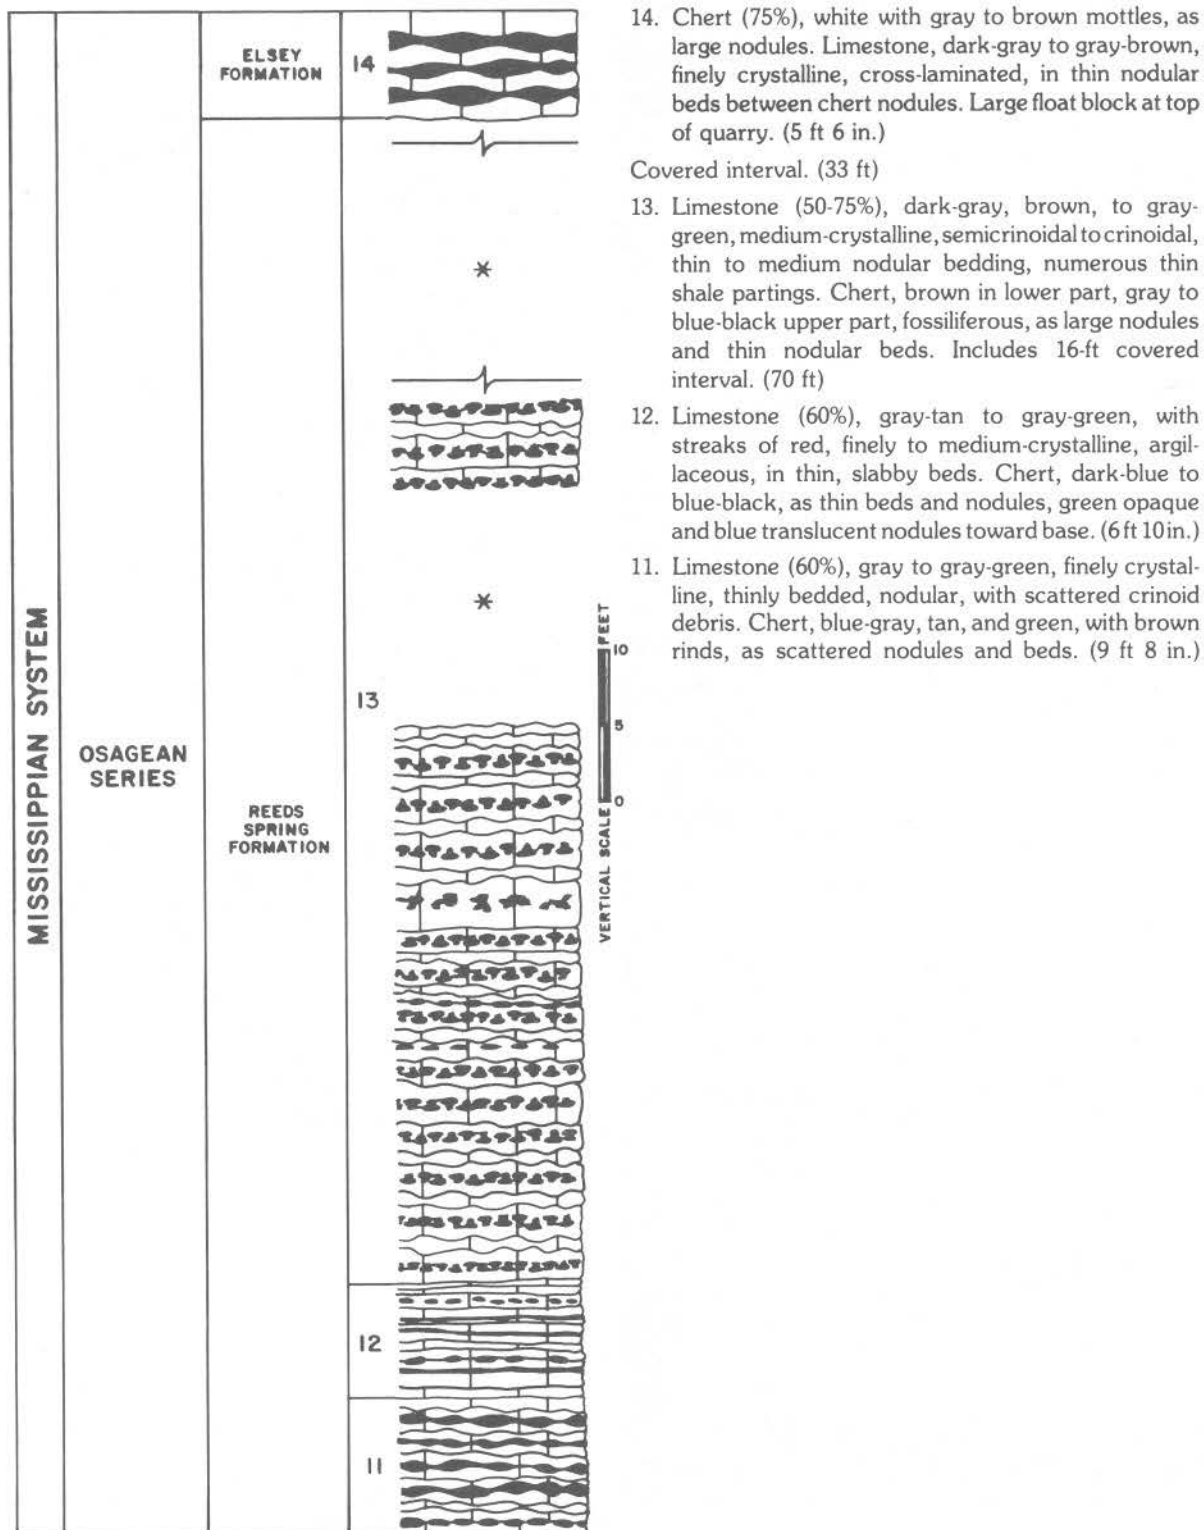 MISSISSIPPIAN SYSTEM
OSAGEAN
SERIES
ELSEY
FORMATION
REEDS
SPRING
FORMATION
14
*
*
13
12
11
VERTICAL SCALE
FEET
10
5
0
14. Chert (75%), white with gray to brown mottles, as
large nodules. Limestone, dark-gray to gray-brown,
finely crystalline, cross-laminated, in thin nodular
beds between chert nodules. Large float block at top
of quarry. (5 ft 6 in.)
Covered interval. (33 ft)
13. Limestone (50-75%), dark-gray, brown, to gray-
green, medium-crystalline, semicrinoidal to crinoidal,
thin to medium nodular bedding, numerous thin
shale partings. Chert, brown in lower part, gray to
blue-black upper part, fossiliferous, as large nodules
and thin nodular beds. Includes 16-ft covered
interval. (70 ft)
12. Limestone (60%), gray-tan to gray-green, with
streaks of red, finely to medium-crystalline, argil-
laceous, in thin, slabby beds. Chert, dark-blue to
blue-black, as thin beds and nodules, green opaque
and blue translucent nodules toward base. (6 ft 10 in.)
11. Limestone (60%), gray to gray-green, finely crystal-
line, thinly bedded, nodular, with scattered crinoid
debris. Chert, blue-gray, tan, and green, with brown
rinds, as scattered nodules and beds. (9 ft 8 in.)